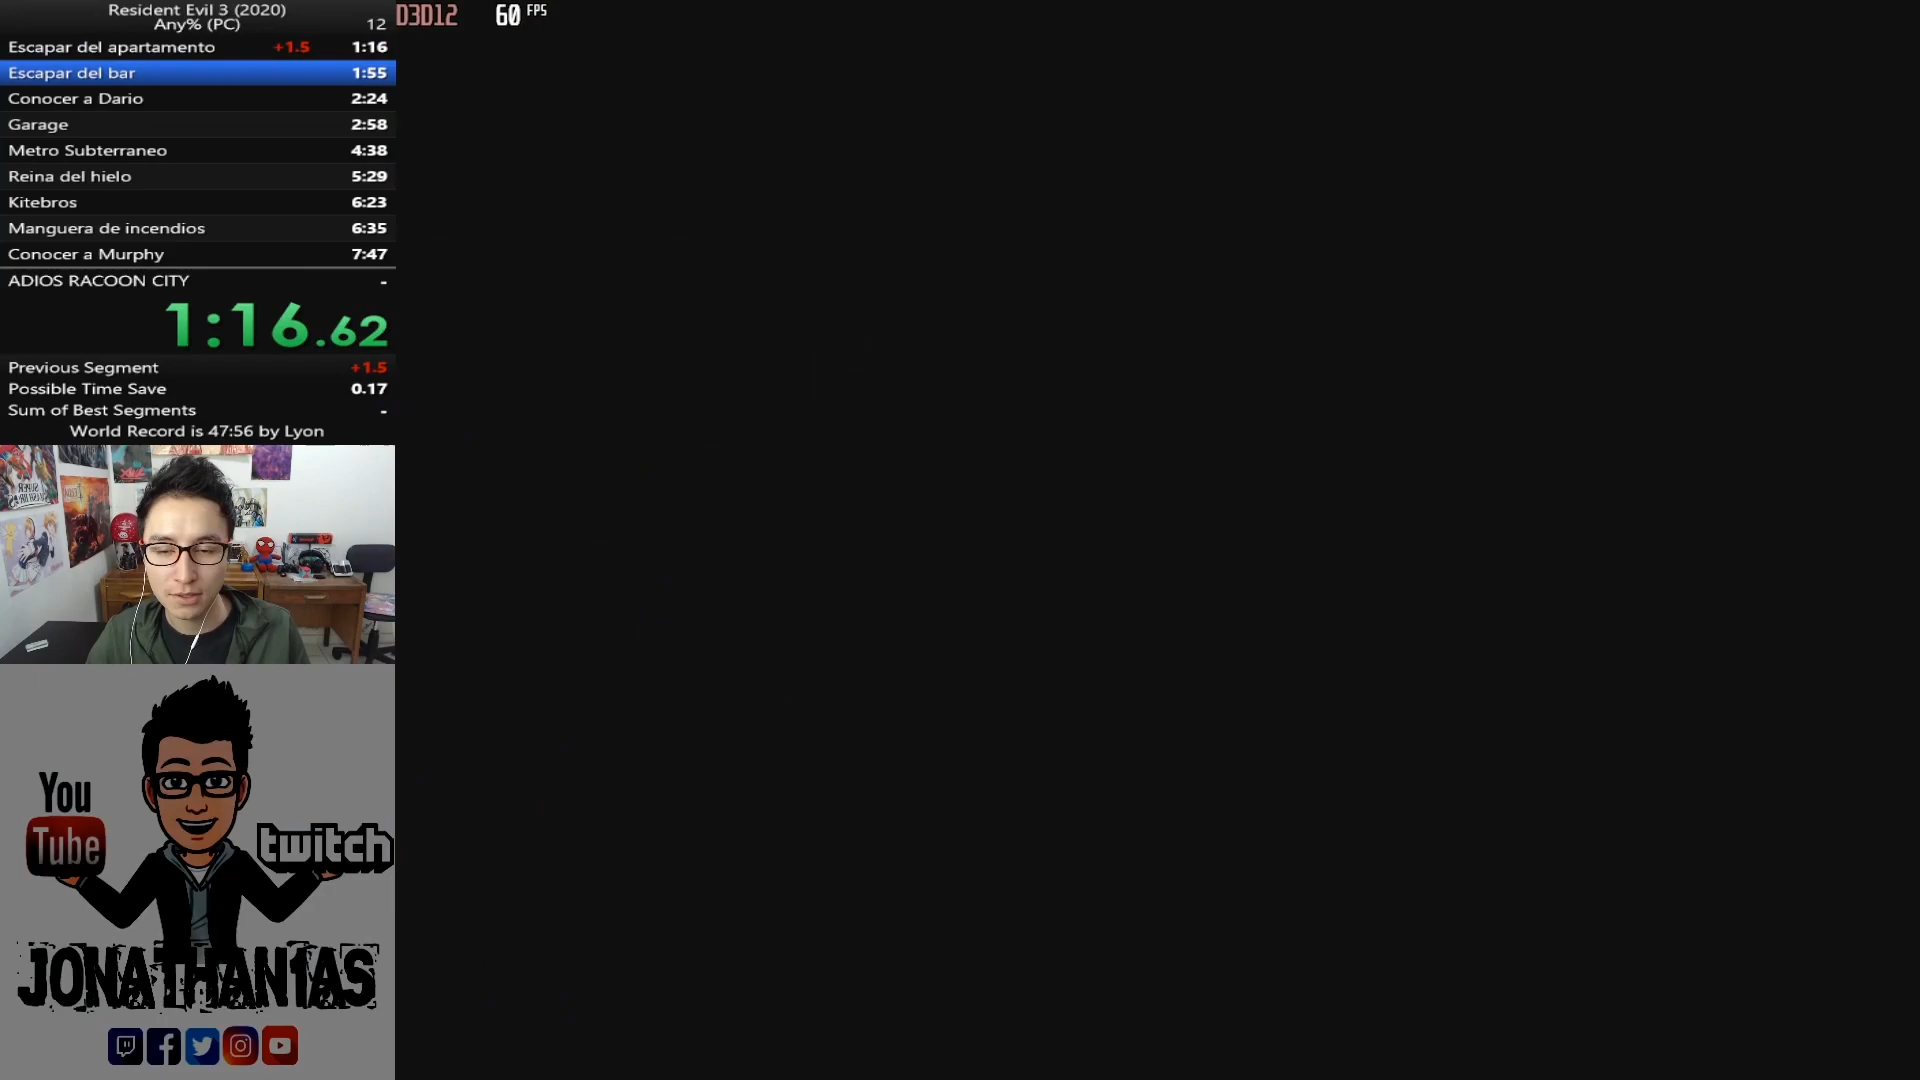 Resident Evil 3 (2020)
Any% (PC) 12
Escapar del apartamento +1.5 1:16
Escapar del bar 1:55
Conocer a Dario 2:24
Garage 2:58
Metro Subterraneo 4:38
Reina del hielo 5:29
Kitebros 6:23
Manguera de incendios 6:35
Conocer a Murphy 7:47
ADIOS RACOON CITY -
1:16.62
Previous Segment +1.5
Possible Time Save 0.17
Sum of Best Segments -
World Record is 47:56 by Lyon
D3D12 60 FPS
You
Tube
twitch
JONATHAN1AS